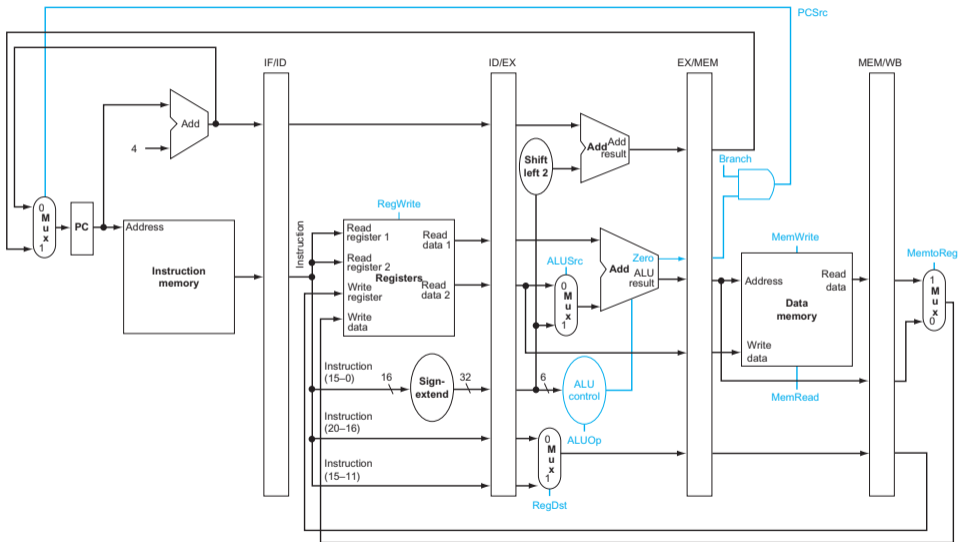 PCSrc
IF/ID
ID/EX
EX/MEM
MEM/WB
Add
4
Add
Add
result
Shift
left 2
Branch
0
M
u
x
1
PC
Address
Instruction
memory
RegWrite
Instruction
Read
register 1
Read
register 2
Write
register
Write
data
Registers
Read
data 1
Read
data 2
ALUSrc
0
M
u
x
1
Zero
Add
ALU
result
MemWrite
Address
Read
data
Data
memory
Write
data
MemRead
MemtoReg
1
M
u
x
0
Instruction
(15–0)
16
Sign-
extend
32
6
ALU
control
ALUOp
Instruction
(20–16)
Instruction
(15–11)
0
M
u
x
1
RegDst